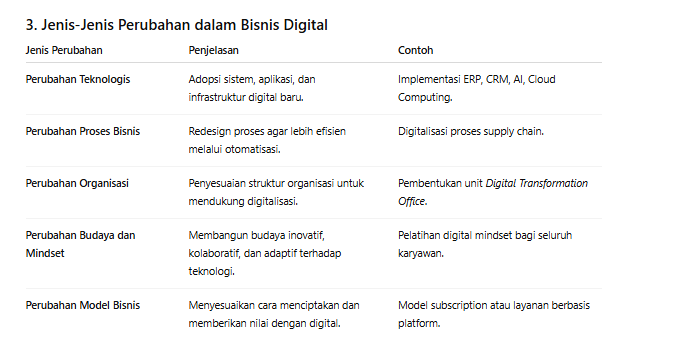 3. Jenis-Jenis Perubahan dalam Bisnis Digital
Jenis Perubahan Penjelasan Contoh
Perubahan Teknologis Adopsi sistem, aplikasi, dan Implementasi ERP, CRM, AI, Cloud
infrastruktur digital baru. Computing.
Perubahan Proses Bisnis Redesign proses agar lebih efisien Digitalisasi proses supply chain.
melalui otomatisasi.
Perubahan Organisasi Penyesuaian struktur organisasi untuk Pembentukan unit Digital Transformation
mendukung digitalisasi. Office.
Perubahan Budaya dan Membangun budaya inovatif, Pelatihan digital mindset bagi seluruh
Mindset kolaboratif, dan adaptif terhadap karyawan.
teknologi.
Perubahan Model Bisnis Menyesuaikan cara menciptakan dan Model subscription atau layanan berbasis
memberikan nilai dengan digital. platform.